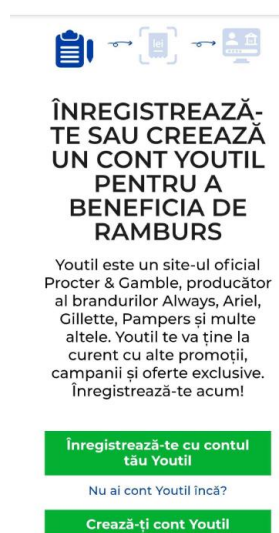 lei
ÎNREGISTREAZĂ-
TE SAU CREEAZĂ
UN CONT YOUTIL
PENTRU A
BENEFICIA DE
RAMBURS
Youtil este un site-ul oficial
Procter & Gamble, producător
al brandurilor Always, Ariel,
Gillette, Pampers și multe
altele. Youtil te va ține la
curent cu alte promoții,
campanii și oferte exclusive.
Înregistrează-te acum!
Înregistrează-te cu contul
tău Youtil
Nu ai cont Youtil încă?
Crează-ți cont Youtil